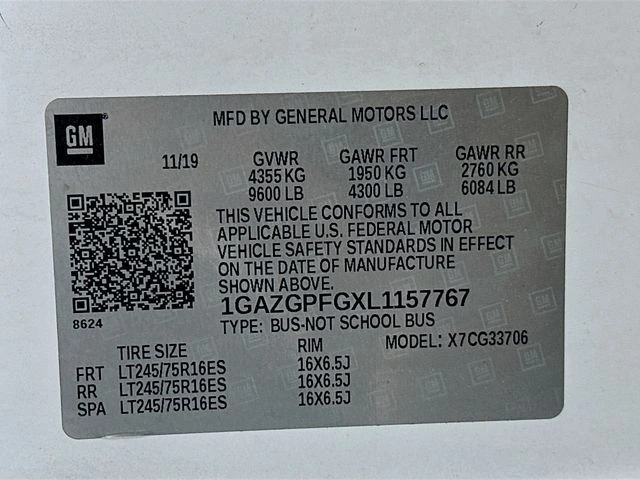 GM
MFD BY GENERAL MOTORS LLC
11/19 GVWR GAWR FRT GAWR RR
4355 KG 1950 KG 2760 KG
9600 LB 4300 LB 6084 LB
THIS VEHICLE CONFORMS TO ALL
APPLICABLE U.S. FEDERAL MOTOR
VEHICLE SAFETY STANDARDS IN EFFECT
ON THE DATE OF MANUFACTURE
SHOWN ABOVE.
8624 1GAZGPFGXL1157767
TYPE: BUS-NOT SCHOOL BUS
TIRE SIZE RIM MODEL: X7CG33706
FRT LT245/75R16ES 16X6.5J
RR LT245/75R16ES 16X6.5J
SPA LT245/75R16ES 16X6.5J